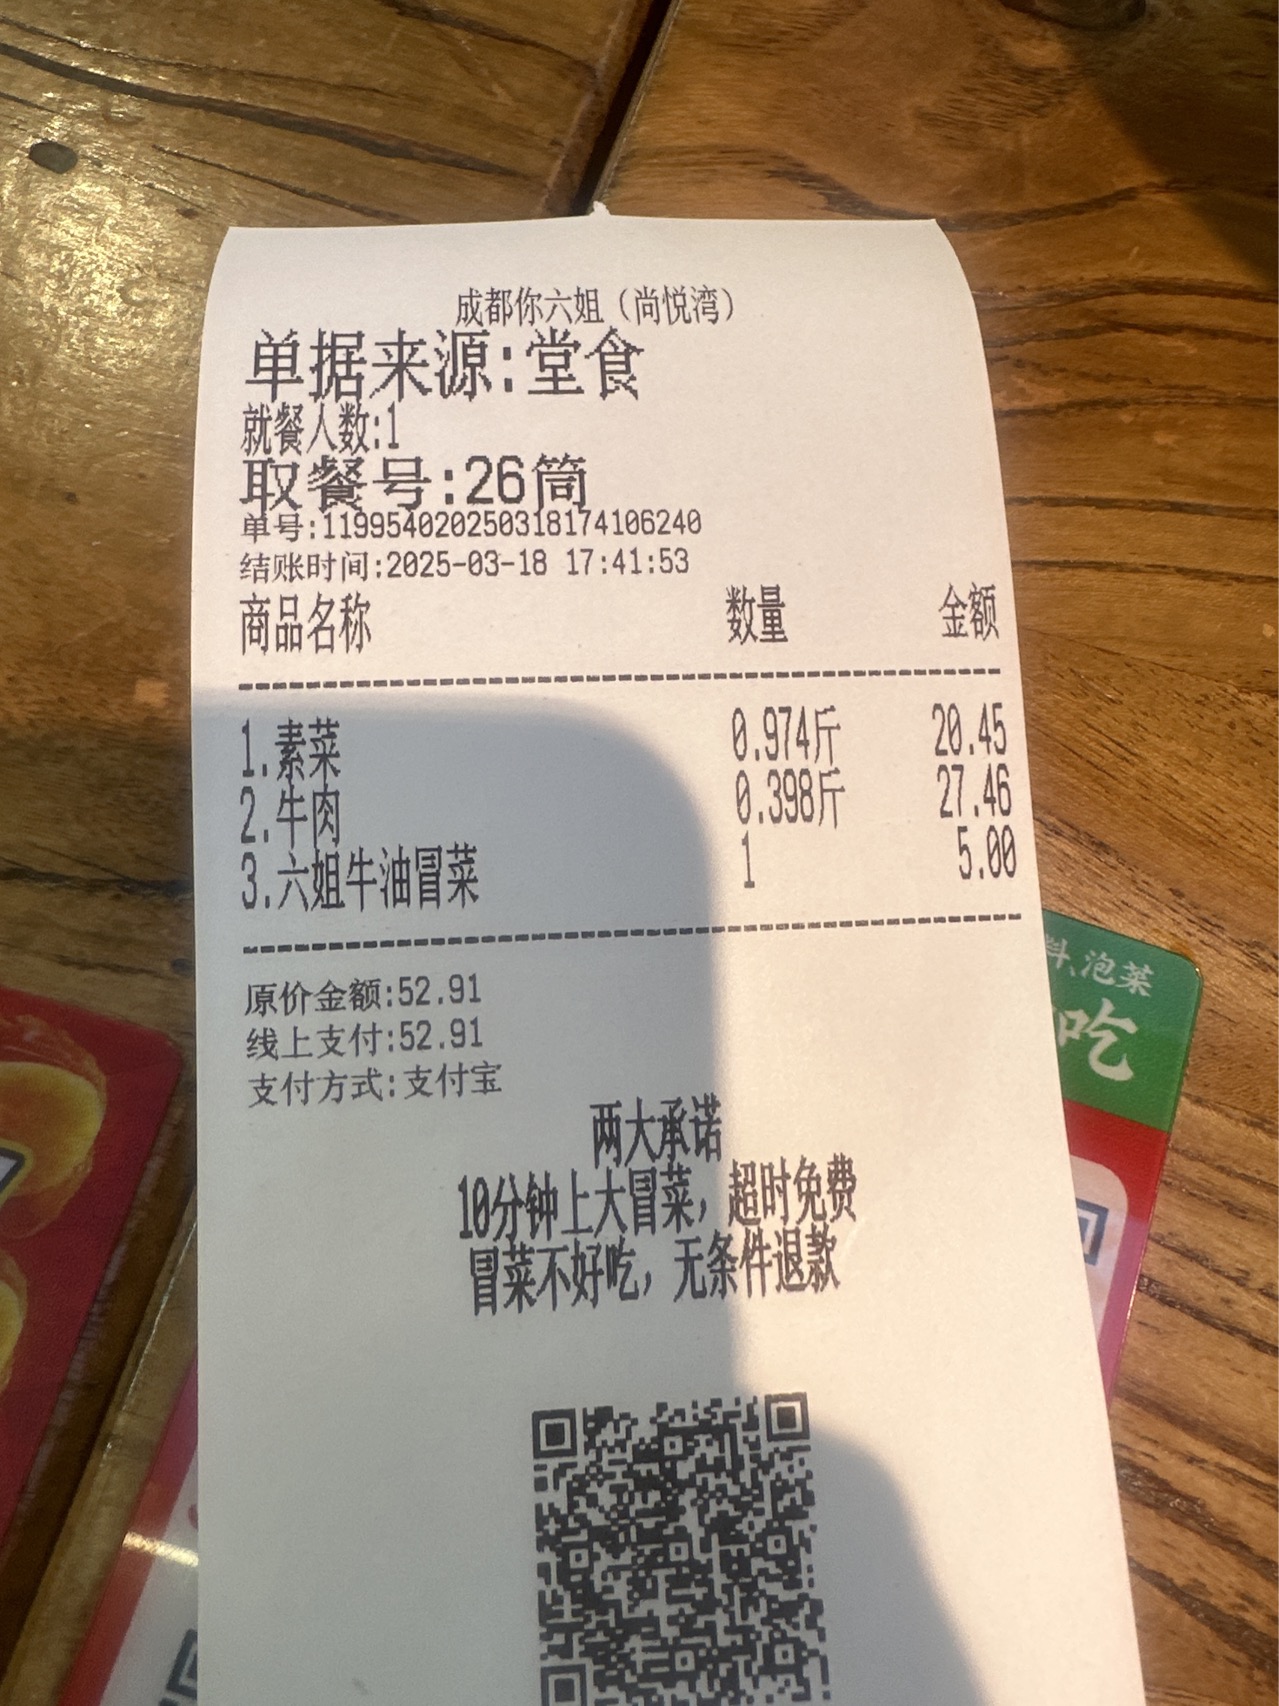 成都你六姐（尚悦湾）
单据来源:堂食
就餐人数:1
取餐号:26筒
单号:119954020250318174106240
结账时间:2025-03-18 17:41:53
商品名称 数量 金额
1.素菜 0.974斤 20.45
2.牛肉 0.398斤 27.46
3.六姐牛油冒菜 1 5.00
原价金额:52.91
线上支付:52.91
支付方式:支付宝
两大承诺
10分钟上大冒菜，超时免费
冒菜不好吃，无条件退款
料、泡菜
吃